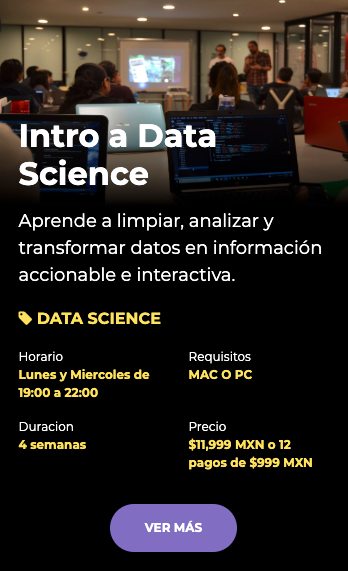 Intro a Data
Science
Aprende a limpiar, analizar y
transformar datos en información
accionable e interactiva.
DATA SCIENCE
Horario
Lunes y Miercoles de
19:00 a 22:00
Requisitos
MAC O PC
Duracion
4 semanas
Precio
$11,999 MXN o 12
pagos de $999 MXN
VER MÁS